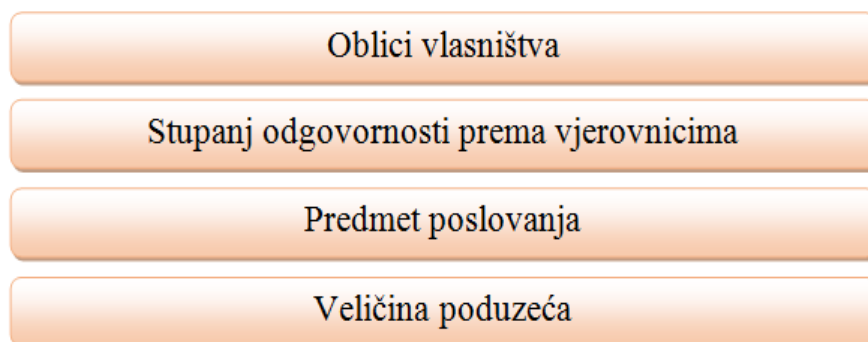 Oblici vlasništva
Stupanj odgovornosti prema vjerovnicima
Predmet poslovanja
Veličina poduzeća